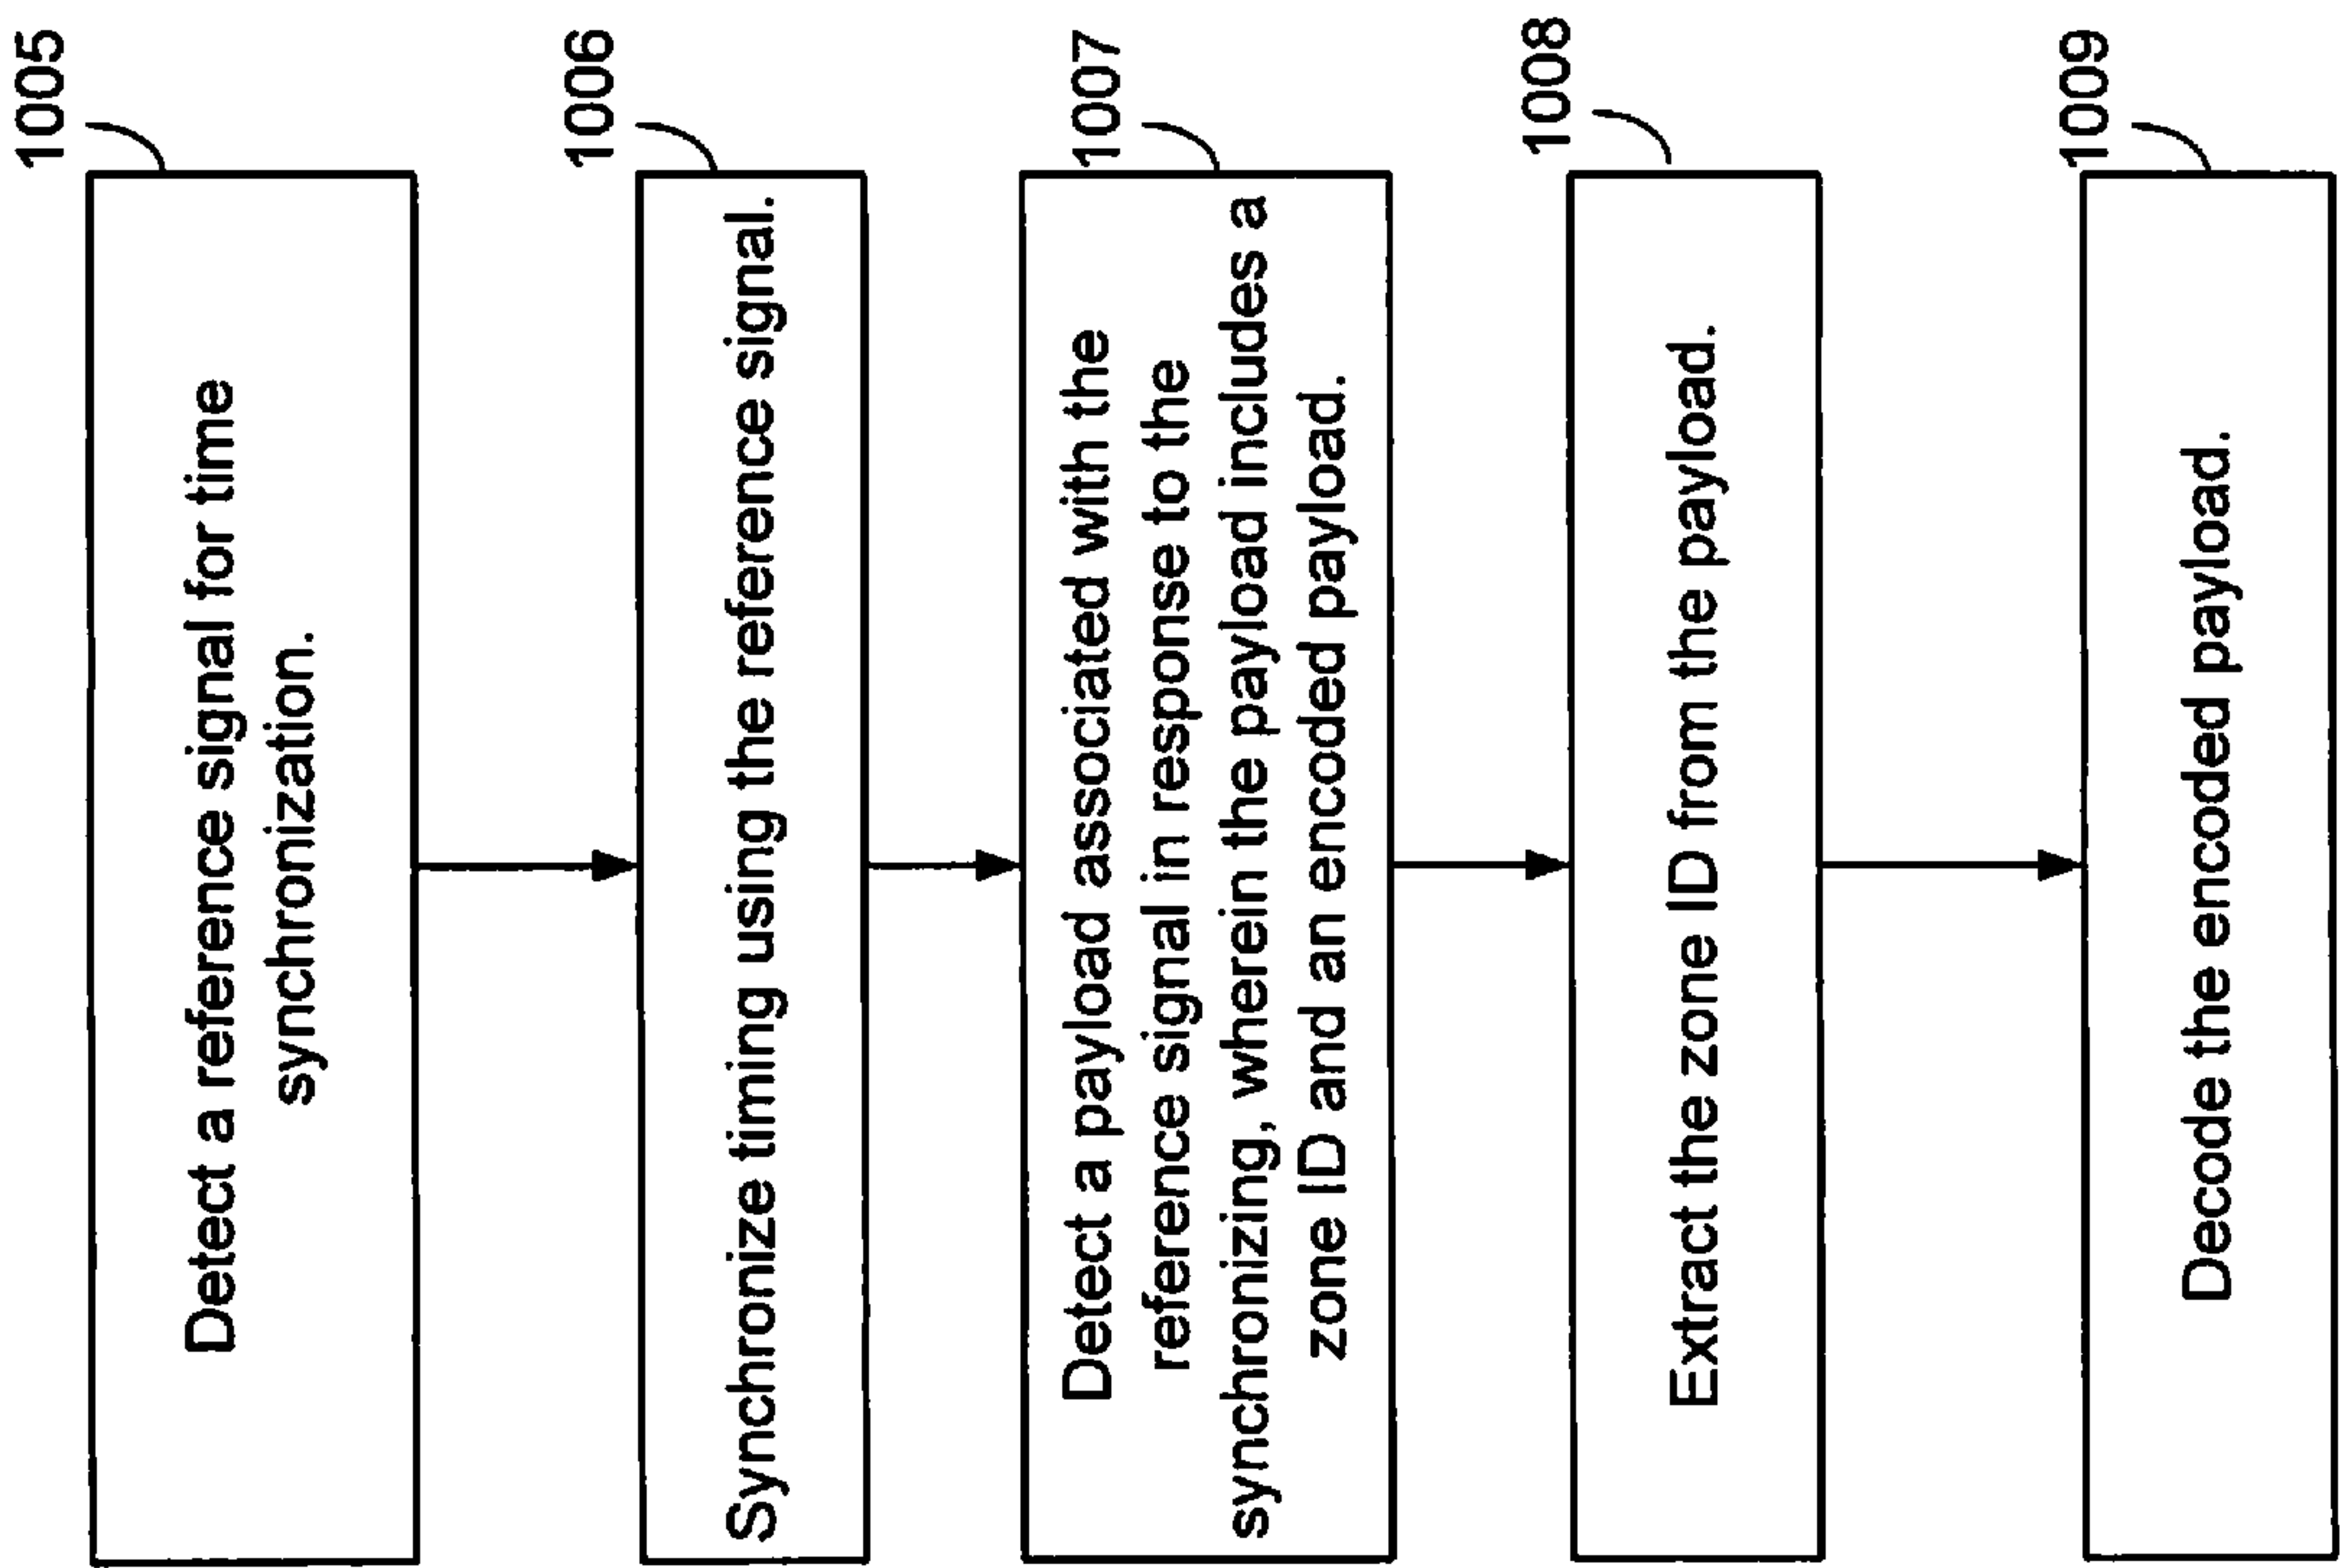 1005
Detect a reference signal for time
synchronization.
1006
Synchronize timing using the reference signal.
1007
Detect a payload associated with the
reference signal in response to the
synchronizing, wherein the payload includes a
zone ID and an encoded payload.
1008
Extract the zone ID from the payload.
1009
Decode the encoded payload.